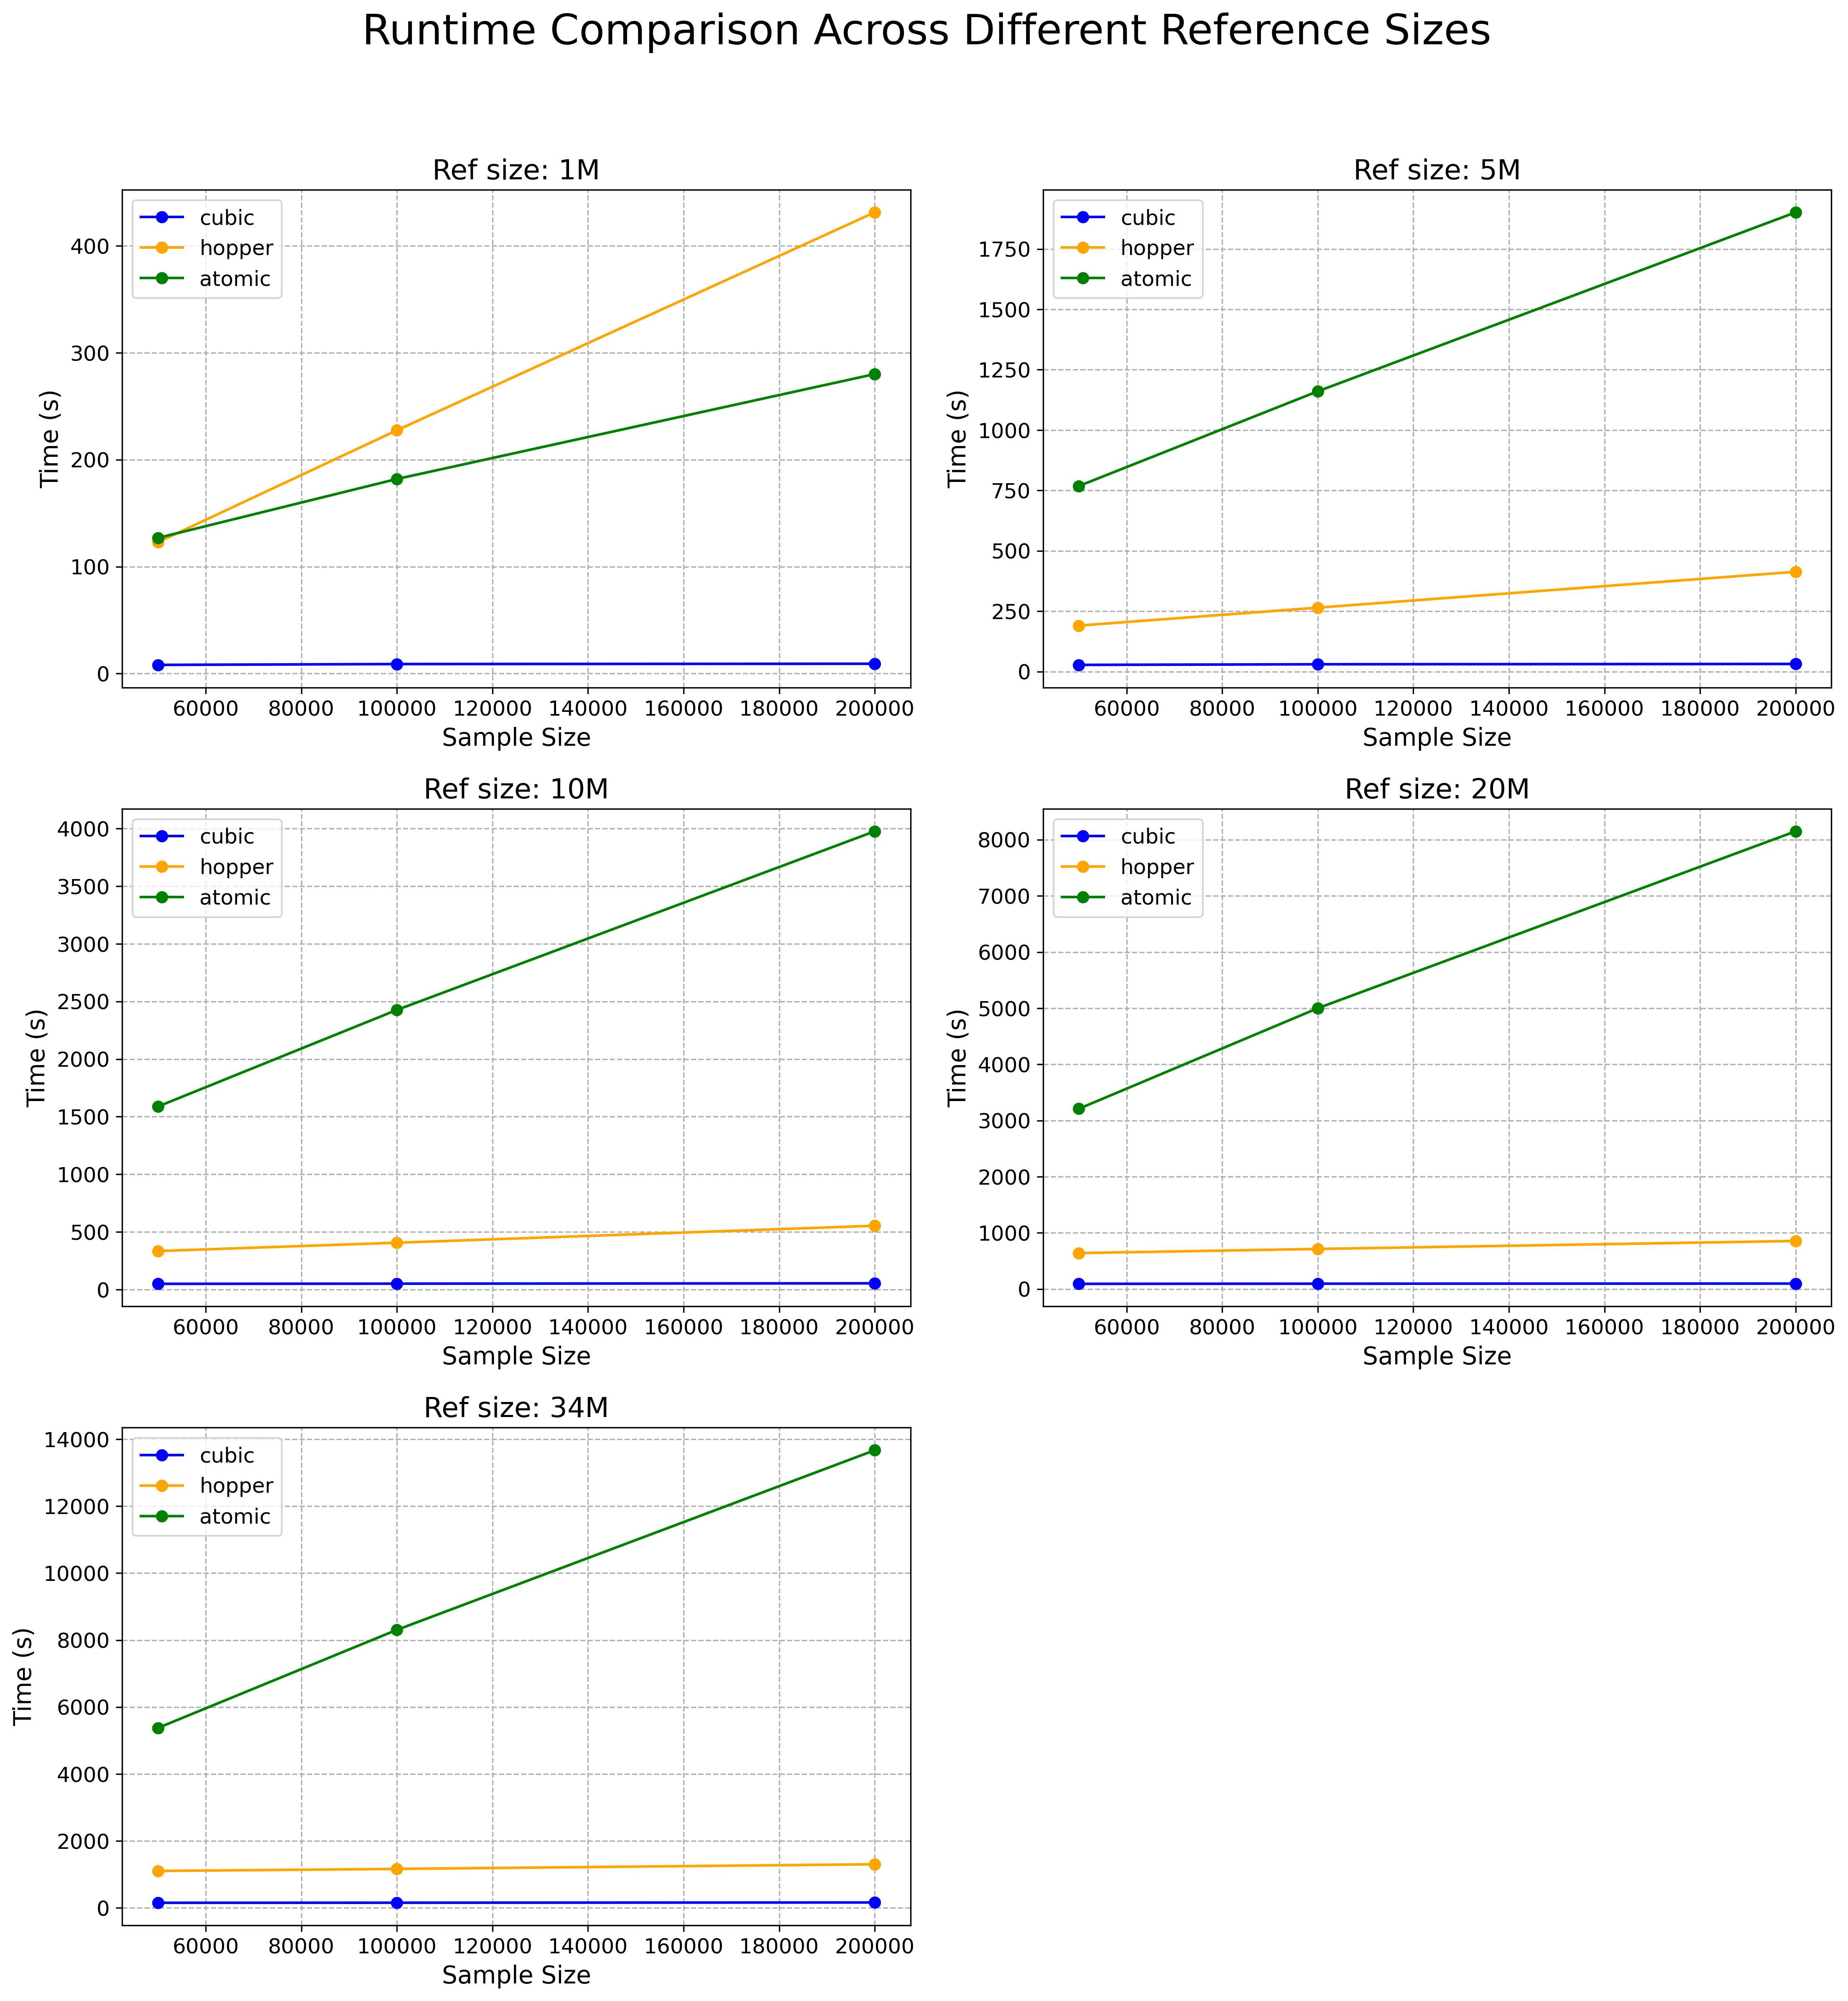 Runtime Comparison Across Different Reference Sizes
Ref size: 1M
cubic
hopper
atomic
400
300
200
100
0
Time (s)
60000 80000 100000 120000 140000 160000 180000 200000
Sample Size
Ref size: 5M
cubic
hopper
atomic
1750
1500
1250
1000
750
500
250
0
Time (s)
60000 80000 100000 120000 140000 160000 180000 200000
Sample Size
Ref size: 10M
cubic
hopper
atomic
4000
3500
3000
2500
2000
1500
1000
500
0
Time (s)
60000 80000 100000 120000 140000 160000 180000 200000
Sample Size
Ref size: 20M
cubic
hopper
atomic
8000
7000
6000
5000
4000
3000
2000
1000
0
Time (s)
60000 80000 100000 120000 140000 160000 180000 200000
Sample Size
Ref size: 34M
cubic
hopper
atomic
14000
12000
10000
8000
6000
4000
2000
0
Time (s)
60000 80000 100000 120000 140000 160000 180000 200000
Sample Size